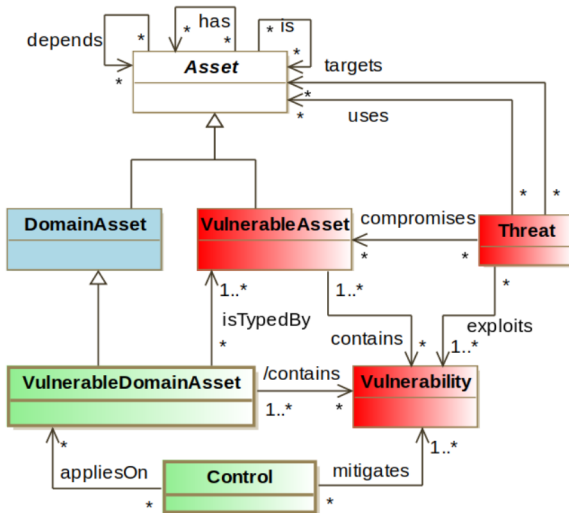 has
is
depends
* * *
*
*
*
Asset
targets
*
*
uses
* *
DomainAsset
VulnerableAsset
compromises
Threat
* *
1..* 1..* *
isTypedBy
contains
exploits
* * 1..*
VulnerableDomainAsset
/contains
Vulnerability
1..* *
* 1..*
appliesOn
Control
mitigates
* *